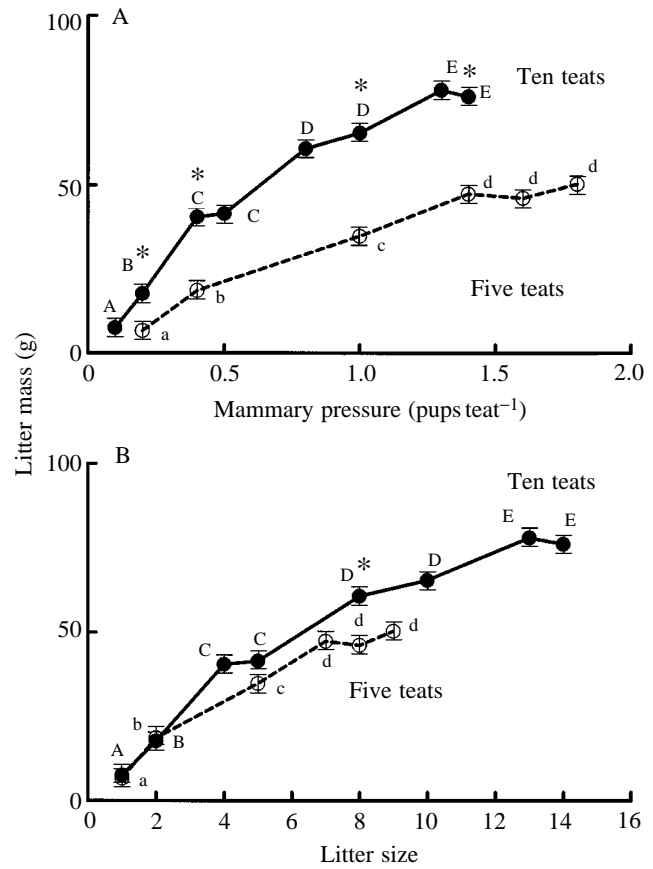 A
100
50
0
A
B
*
*
C
C
D
*
D
E
*
E
Ten teats
a
b
c
d
d
d
Five teats
0
0.5
1.0
1.5
2.0
Mammary pressure (pups teat⁻¹)
Litter mass (g)
B
100
50
0
A
a
b
B
C
C
c
D
*
D
d
d
d
E
E
Ten teats
Five teats
0 2 4 6 8 10 12 14 16
Litter size